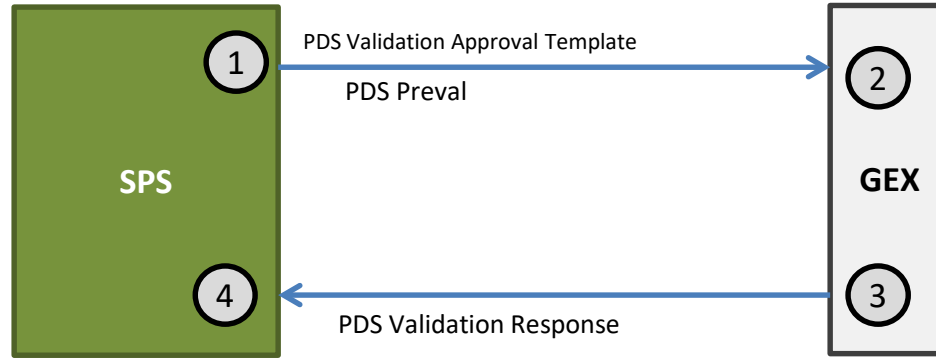 PDS Validation Approval Template
1
PDS Preval
2
SPS
GEX
4
3
PDS Validation Response